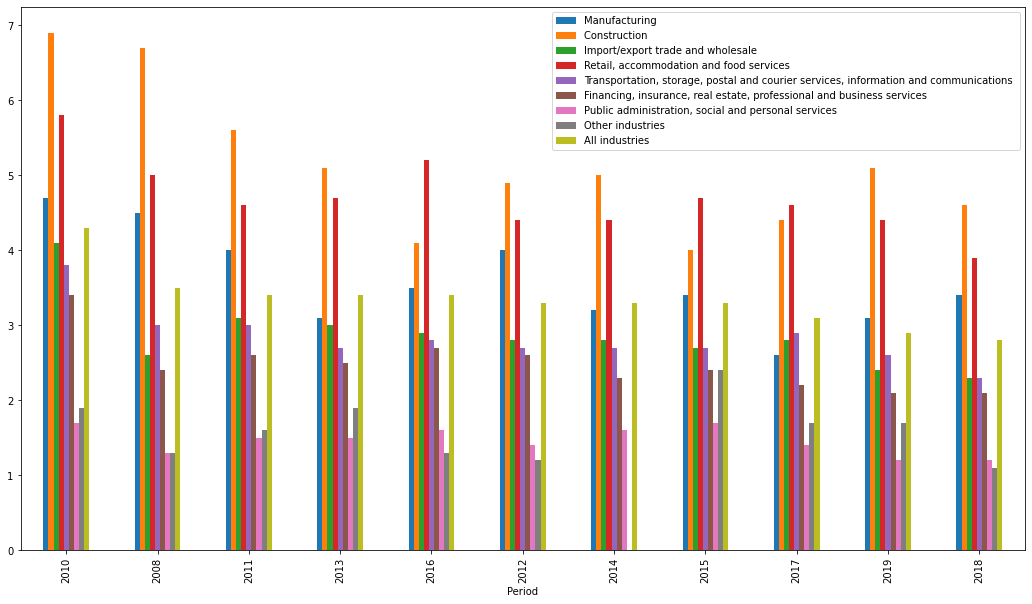 7
6
5
4
3
2
1
0
Manufacturing
Construction
Import/export trade and wholesale
Retail, accommodation and food services
Transportation, storage, postal and courier services, information and communications
Financing, insurance, real estate, professional and business services
Public administration, social and personal services
Other industries
All industries
2010 2008 2011 2013 2016 2012 2014 2015 2017 2019 2018
Period